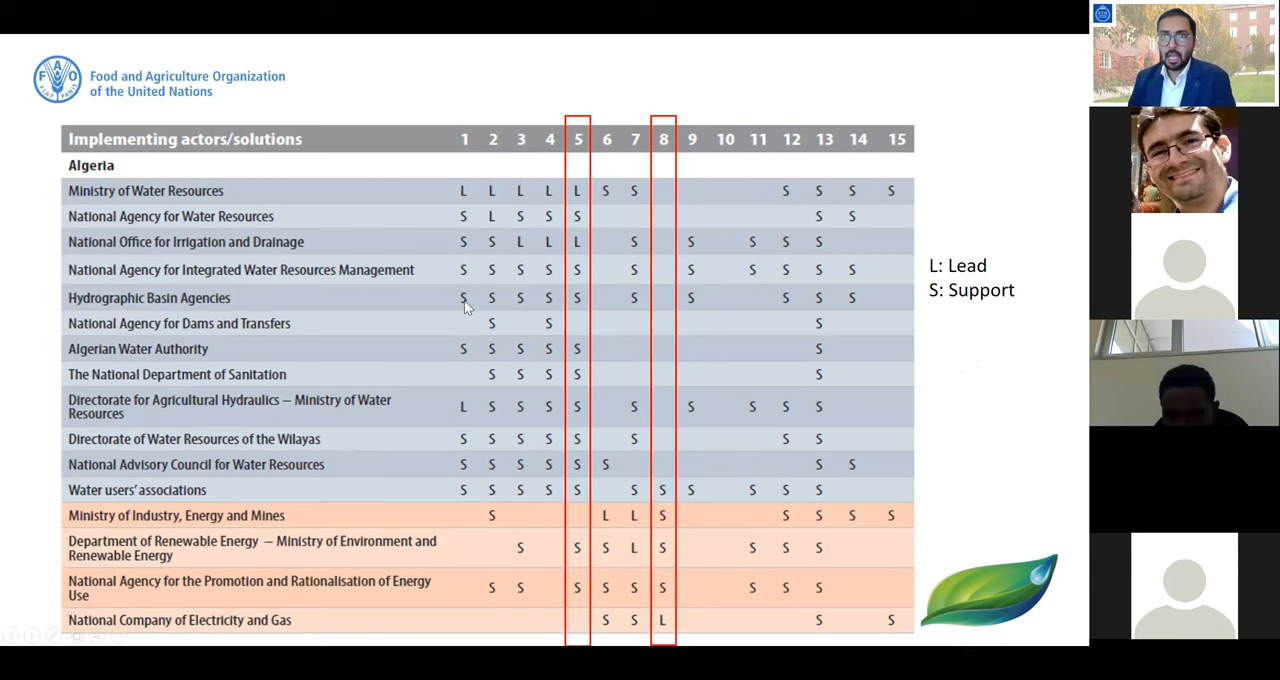 Food and Agriculture Organization
of the United Nations
Implementing actors/solutions 1 2 3 4 5 6 7 8 9 10 11 12 13 14 15
Algeria
Ministry of Water Resources L L L L L S S S S S S
National Agency for Water Resources S L S S S S S
National Office for Irrigation and Drainage S S L L L S S S S S
National Agency for Integrated Water Resources Management S S S S S S S S S S S
Hydrographic Basin Agencies S S S S S S S S S S
National Agency for Dams and Transfers S S S
Algerian Water Authority S S S S S S
The National Department of Sanitation S S S S S
Directorate for Agricultural Hydraulics – Ministry of Water
Resources L S S S S S S S S S
Directorate of Water Resources of the Wilayas S S S S S S S S
National Advisory Council for Water Resources S S S S S S S S
Water users' associations S S S S S S S S S S S
Ministry of Industry, Energy and Mines S L L S S S S S
Department of Renewable Energy – Ministry of Environment and
Renewable Energy S S S L S S S S
National Agency for the Promotion and Rationalisation of Energy
Use S S S S S S S S S
National Company of Electricity and Gas S S L S S
L: Lead
S: Support